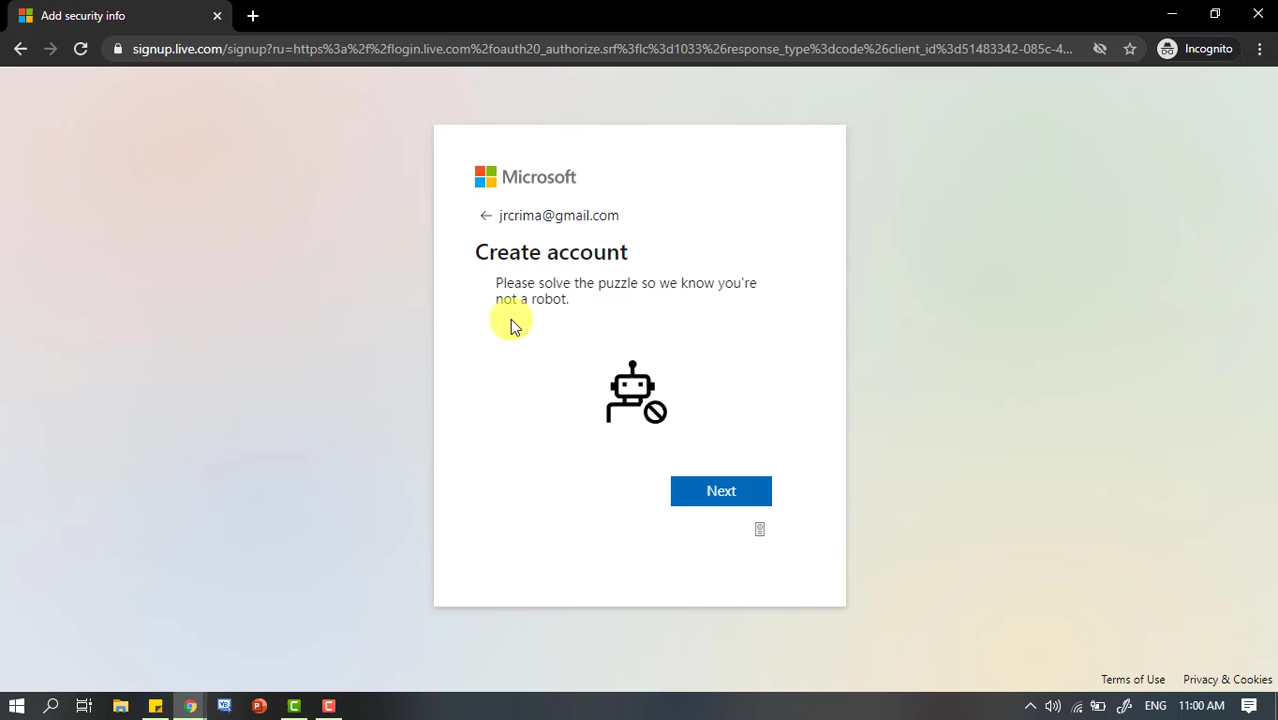 Add security info
signup.live.com/signup?ru=https%3a%2f%2flogin.live.com%2foauth20_authorize.srf%3flc%3d1033%26response_type%3dcode%26client_id%3d51483342-085c-4...
Incognito
Microsoft
jrcrima@gmail.com
Create account
Please solve the puzzle so we know you're
not a robot.
Next
Terms of Use
Privacy & Cookies
ENG
11:00 AM